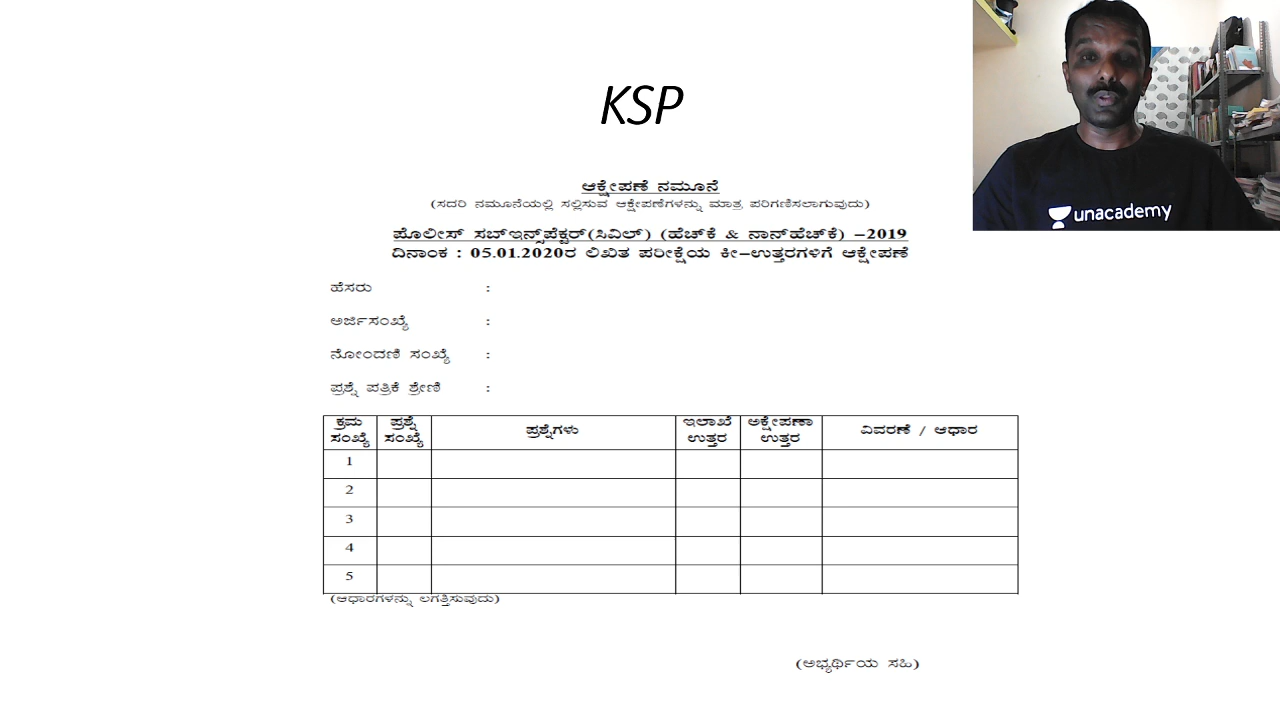 KSP
unacademy
ಆಕ್ಷೇಪಣೆ ನಮೂನೆ
(ಸದರಿ ನಮೂನೆಯಲ್ಲಿ ಸಲ್ಲಿಸುವ ಆಕ್ಷೇಪಣೆಗಳನ್ನು ಮಾತ್ರ ಪರಿಗಣಿಸಲಾಗುವುದು)
ಪೊಲೀಸ್ ಸಬ್‌ಇನ್ಸ್‌ಪೆಕ್ಟರ್(ಸಿವಿಲ್) (ಹೆಚ್‌ಕೆ & ನಾನ್‌ಹೆಚ್‌ಕೆ) –2019
ದಿನಾಂಕ : 05.01.2020ರ ಲಿಖಿತ ಪರೀಕ್ಷೆಯ ಕೀ–ಉತ್ತರಗಳಿಗೆ ಆಕ್ಷೇಪಣೆ
ಹೆಸರು :
ಅರ್ಜಿಸಂಖ್ಯೆ :
ನೋಂದಣಿ ಸಂಖ್ಯೆ :
ಪ್ರಶ್ನೆ ಪತ್ರಿಕೆ ಶ್ರೇಣಿ :
ಕ್ರಮ ಸಂಖ್ಯೆ ಪ್ರಶ್ನೆ ಸಂಖ್ಯೆ ಪ್ರಶ್ನೆಗಳು ಇಲಾಖೆ ಉತ್ತರ ಅಕ್ಷೇಪಣಾ ಉತ್ತರ ವಿವರಣೆ / ಆಧಾರ
1
2
3
4
5
(ಆಧಾರಗಳನ್ನು ಲಗತ್ತಿಸುವುದು)
(ಅಭ್ಯರ್ಥಿಯ ಸಹಿ)